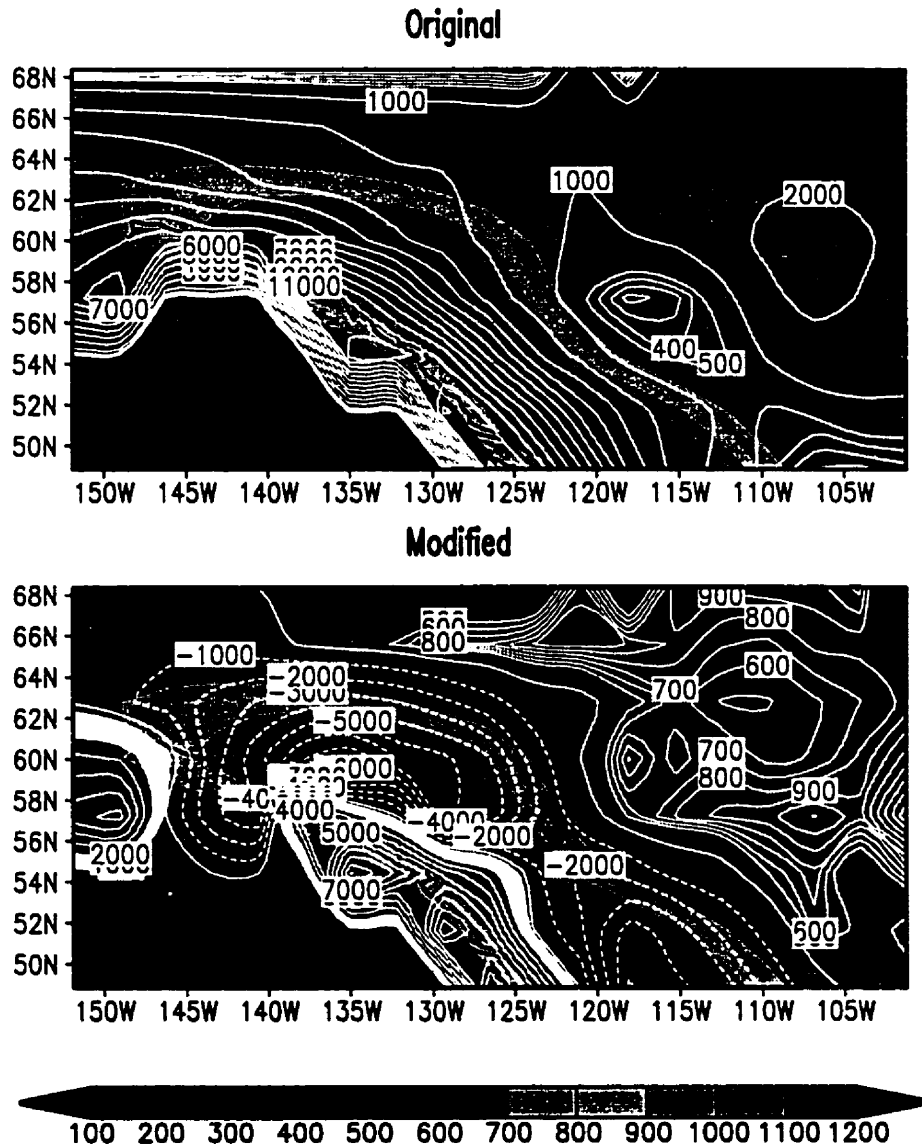 Original
68N
66N
64N
62N
60N
58N
56N
54N
52N
50N
1000
1000
2000
6000
11000
7000
400
500
150W 145W 140W 135W 130W 125W 120W 115W 110W 105W
Modified
68N
66N
64N
62N
60N
58N
56N
54N
52N
50N
900
800
800
-1000
-2000
600
700
-5000
700
800
900
4000
5000
-4000
-2000
-2000
2000
7000
150W 145W 140W 135W 130W 125W 120W 115W 110W 105W
100 200 300 400 500 600 700 800 900 1000 1100 1200